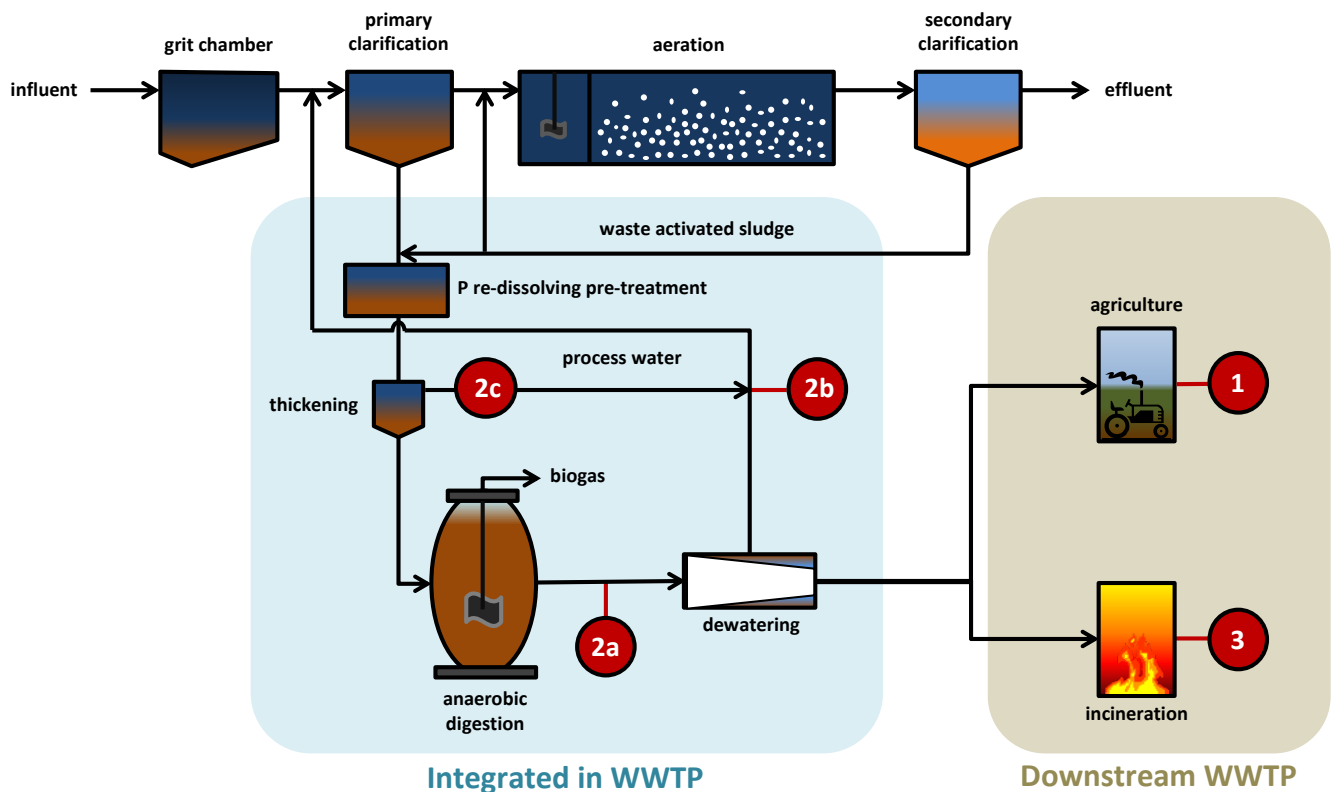 primary
clarification
secondary
clarification
grit chamber
aeration
influent
effluent
waste activated sludge
P re-dissolving pre-treatment
agriculture
process water
2c
2b
1
thickening
biogas
dewatering
2a
3
anaerobic
digestion
incineration
Integrated in WWTP
Downstream WWTP